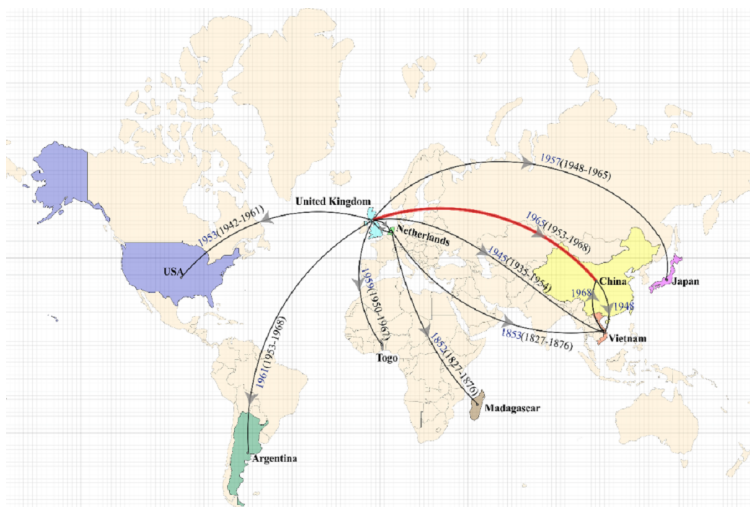 1957(1948-1965)
United Kingdom
1953(1942-1961)
Netherlands
1965(1953-1968)
1945(1935-1954)
USA
China
Japan
1959(1950-1967)
1968
1948
1853(1827-1876)
Vietnam
1852(1827-1876)
Togo
1961(1953-1968)
Madagascar
Argentina